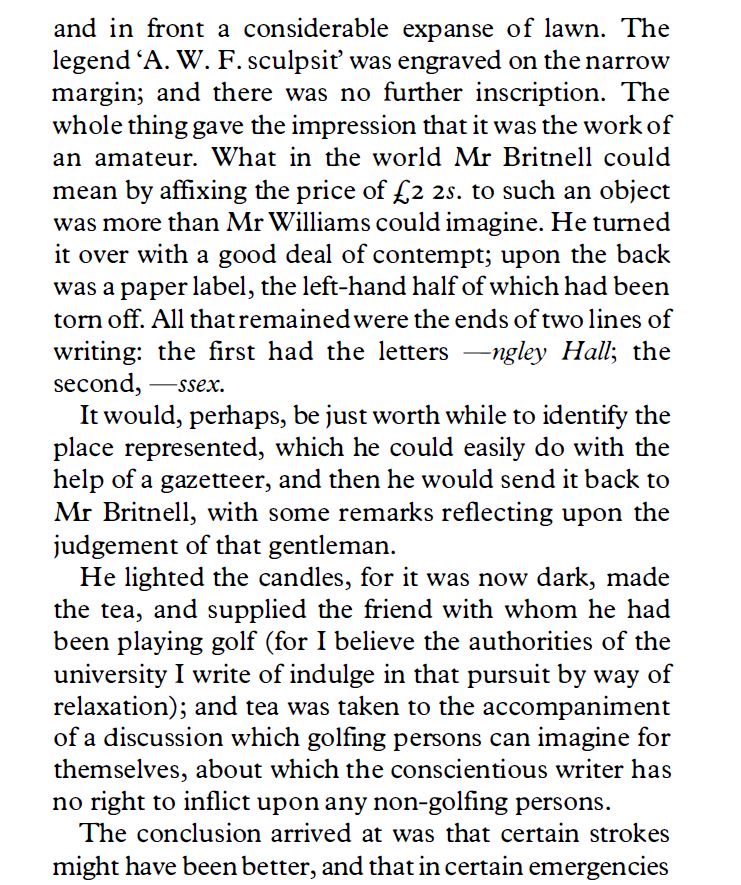 and in front a considerable expanse of lawn. The
legend ‘A. W. F. sculpsit’ was engraved on the narrow
margin; and there was no further inscription. The
whole thing gave the impression that it was the work of
an amateur. What in the world Mr Britnell could
mean by affixing the price of £2 2s. to such an object
was more than Mr Williams could imagine. He turned
it over with a good deal of contempt; upon the back
was a paper label, the left-hand half of which had been
torn off. All that remained were the ends of two lines of
writing: the first had the letters —ngley Hall; the
second, —ssex.
It would, perhaps, be just worth while to identify the
place represented, which he could easily do with the
help of a gazetteer, and then he would send it back to
Mr Britnell, with some remarks reflecting upon the
judgement of that gentleman.
He lighted the candles, for it was now dark, made
the tea, and supplied the friend with whom he had
been playing golf (for I believe the authorities of the
university I write of indulge in that pursuit by way of
relaxation); and tea was taken to the accompaniment
of a discussion which golfing persons can imagine for
themselves, about which the conscientious writer has
no right to inflict upon any non-golfing persons.
The conclusion arrived at was that certain strokes
might have been better, and that in certain emergencies